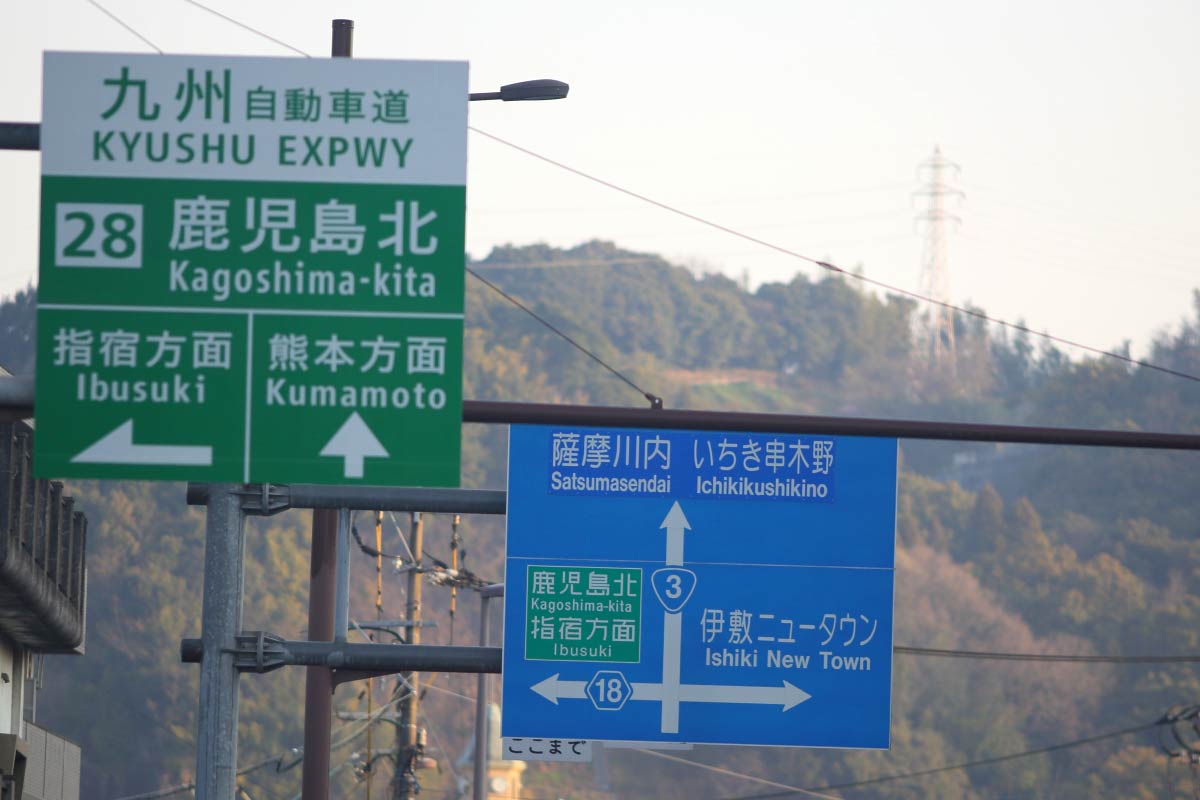 九州自動車道
KYUSHU EXPWY
28 鹿児島北
Kagoshima-kita
指宿方面
Ibusuki
熊本方面
Kumamoto
薩摩川内 いちき串木野
Satsumasendai Ichikikushikino
3
鹿児島北
Kagoshima-kita
指宿方面
Ibusuki
伊敷ニュータウン
Ishiki New Town
18
ここまで